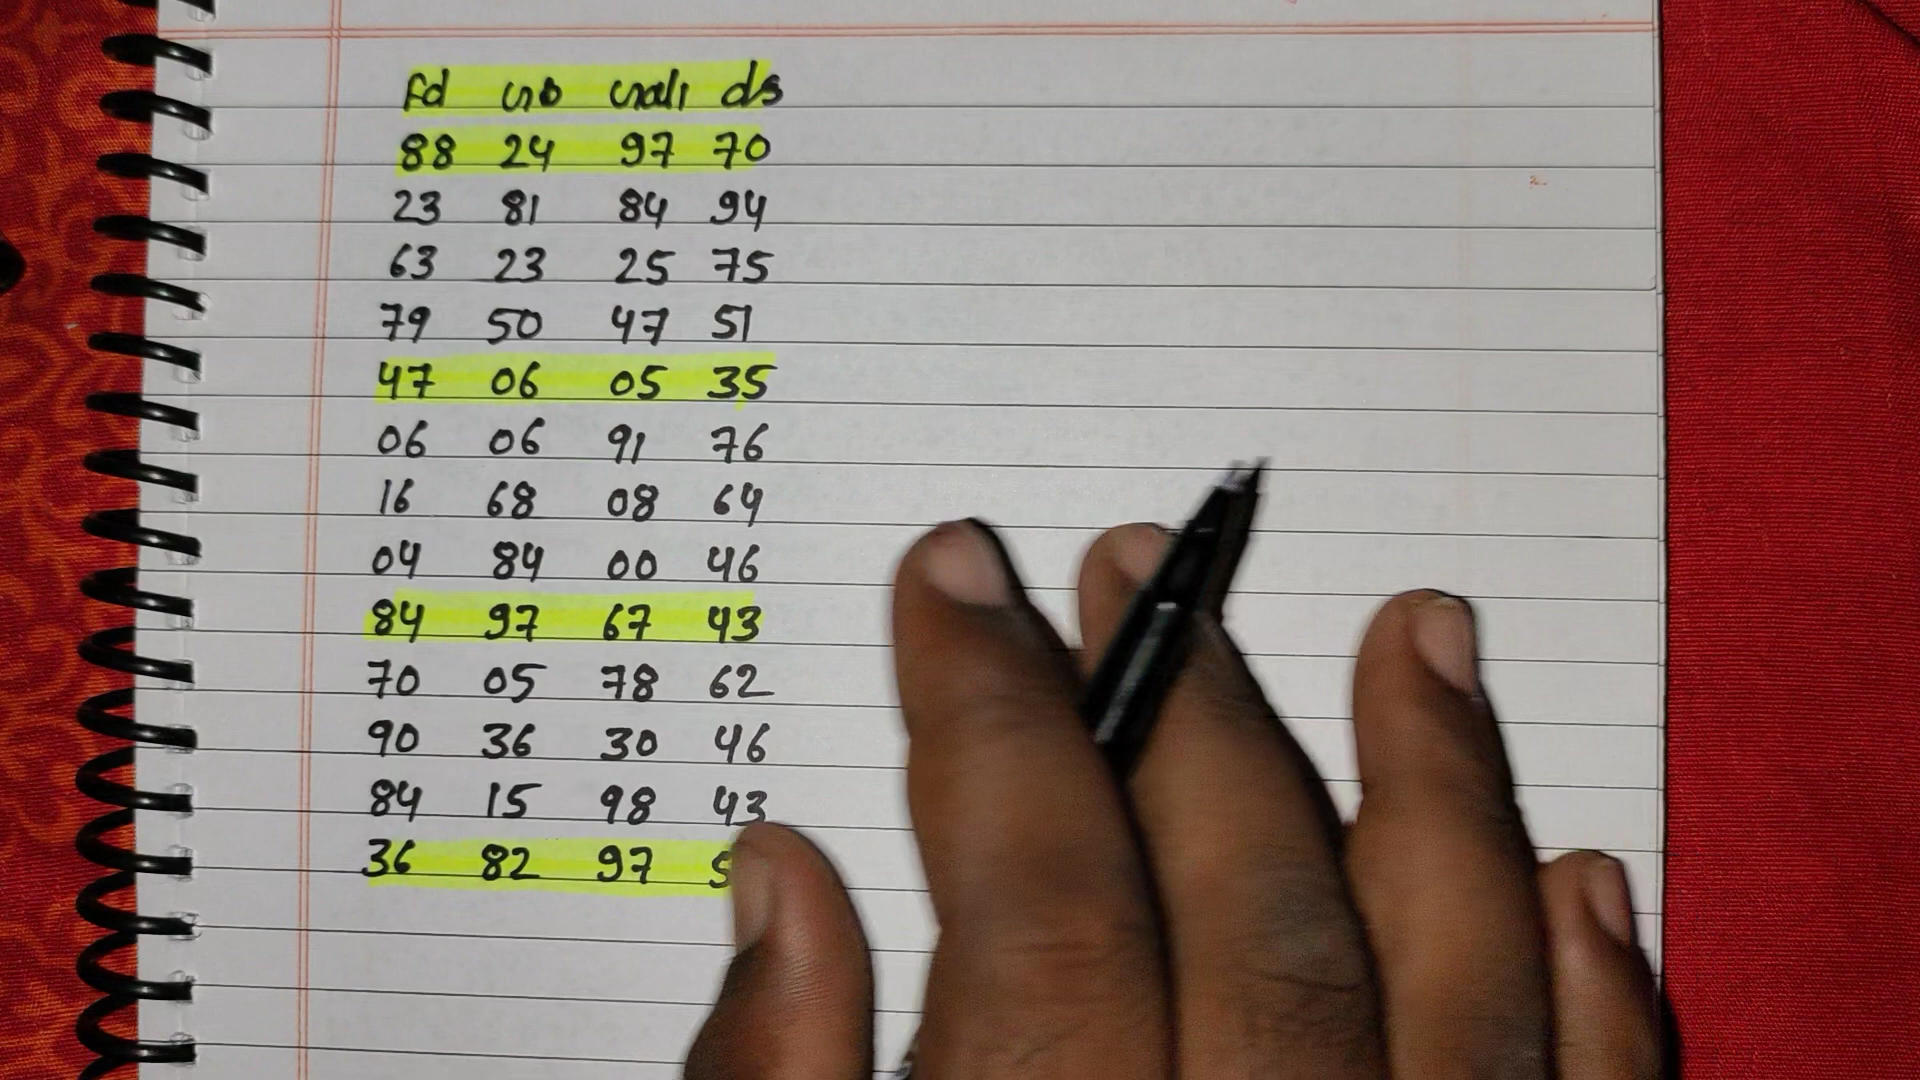 Fd GB Gali ds
88 24 97 70
23 81 84 94
63 23 25 75
79 50 47 51
47 06 05 35
06 06 91 76
16 68 08 64
04 84 00 46
84 97 67 43
70 05 78 62
90 36 30 46
84 15 98 43
36 82 97